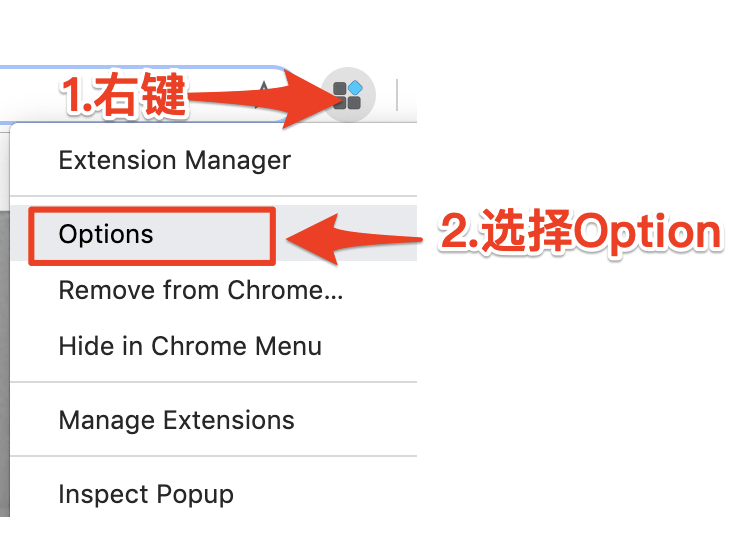 1.右键
Extension Manager
Options
2.选择Option
Remove from Chrome...
Hide in Chrome Menu
Manage Extensions
Inspect Popup